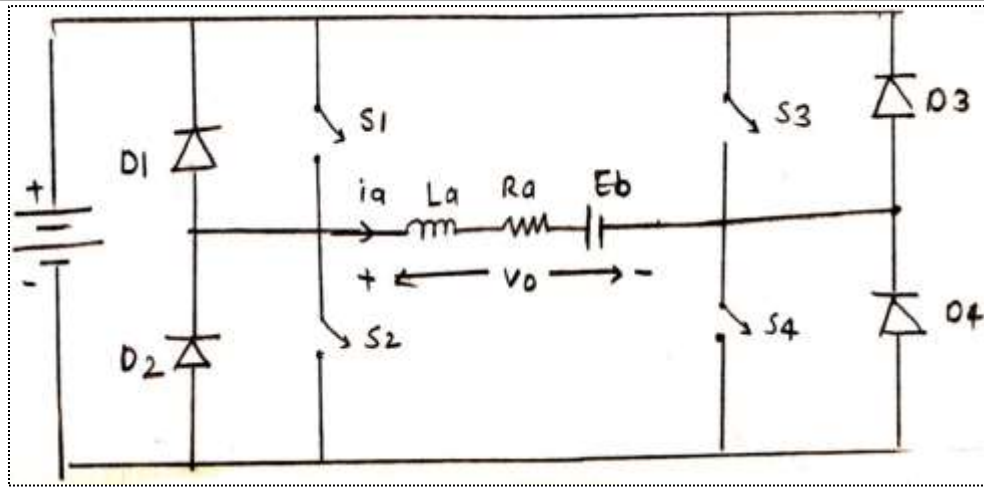 S1
S3
D3
D1
ia La Ra Eb
+
+ Vo -
-
D2
S2
S4
D4